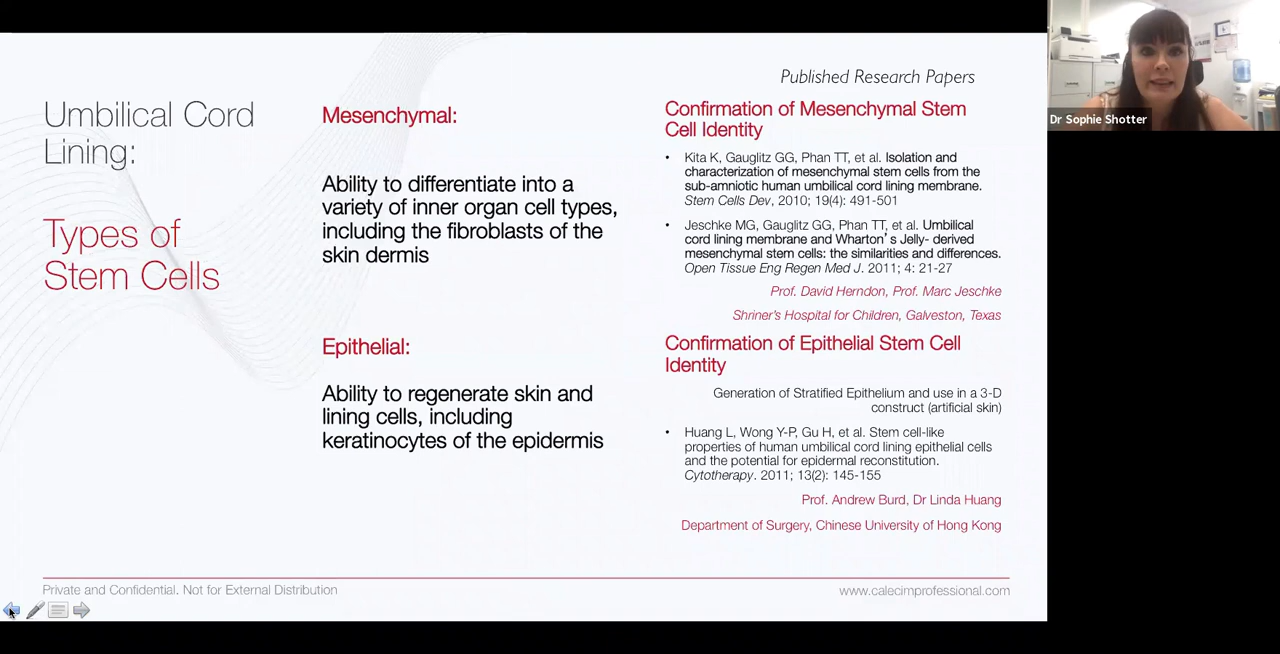 Umbilical Cord
Lining:
Types of
Stem Cells
Mesenchymal:
Ability to differentiate into a
variety of inner organ cell types,
including the fibroblasts of the
skin dermis
Epithelial:
Ability to regenerate skin and
lining cells, including
keratinocytes of the epidermis
Published Research Papers
Confirmation of Mesenchymal Stem
Cell Identity
• Kita K, Gauglitz GG, Phan TT, et al. Isolation and
characterization of mesenchymal stem cells from the
sub-amniotic human umbilical cord lining membrane.
Stem Cells Dev, 2010; 19(4): 491-501
• Jeschke MG, Gauglitz GG, Phan TT, et al. Umbilical
cord lining membrane and Wharton's Jelly- derived
mesenchymal stem cells: the similarities and differences.
Open Tissue Eng Regen Med J. 2011; 4: 21-27
Prof. David Herndon, Prof. Marc Jeschke
Shriner's Hospital for Children, Galveston, Texas
Confirmation of Epithelial Stem Cell
Identity
Generation of Stratified Epithelium and use in a 3-D
construct (artificial skin)
• Huang L, Wong Y-P, Gu H, et al. Stem cell-like
properties of human umbilical cord lining epithelial cells
and the potential for epidermal reconstitution.
Cytotherapy. 2011; 13(2): 145-155
Prof. Andrew Burd, Dr Linda Huang
Department of Surgery, Chinese University of Hong Kong
Private and Confidential. Not for External Distribution
www.calecimprofessional.com
Dr Sophie Shotter